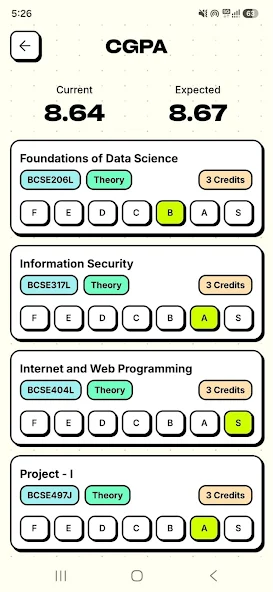 5:26
63
CGPA
Current Expected
8.64 8.67
Foundations of Data Science
BCSE206L Theory 3 Credits
F E D C B A S
Information Security
BCSE317L Theory 3 Credits
F E D C B A S
Internet and Web Programming
BCSE404L Theory 3 Credits
F E D C B A S
Project - I
BCSE497J Theory 3 Credits
F E D C B A S